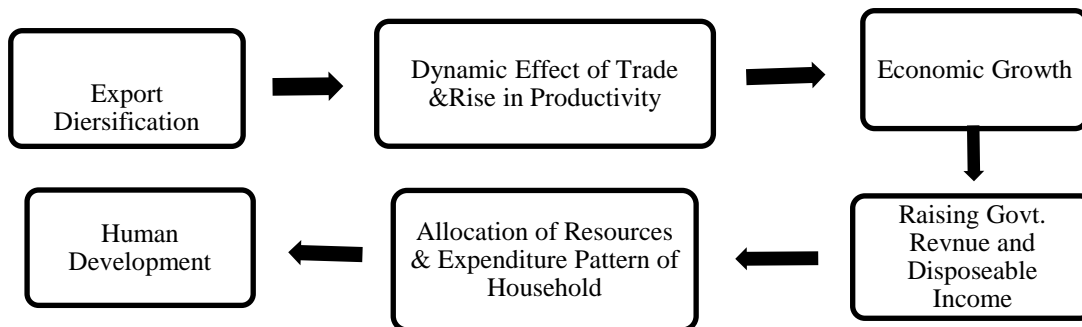 Export
Diersification
Dynamic Effect of Trade
&Rise in Productivity
Economic Growth
Raising Govt.
Revnue and
Disposeable
Income
Allocation of Resources
& Expenditure Pattern of
Household
Human
Development